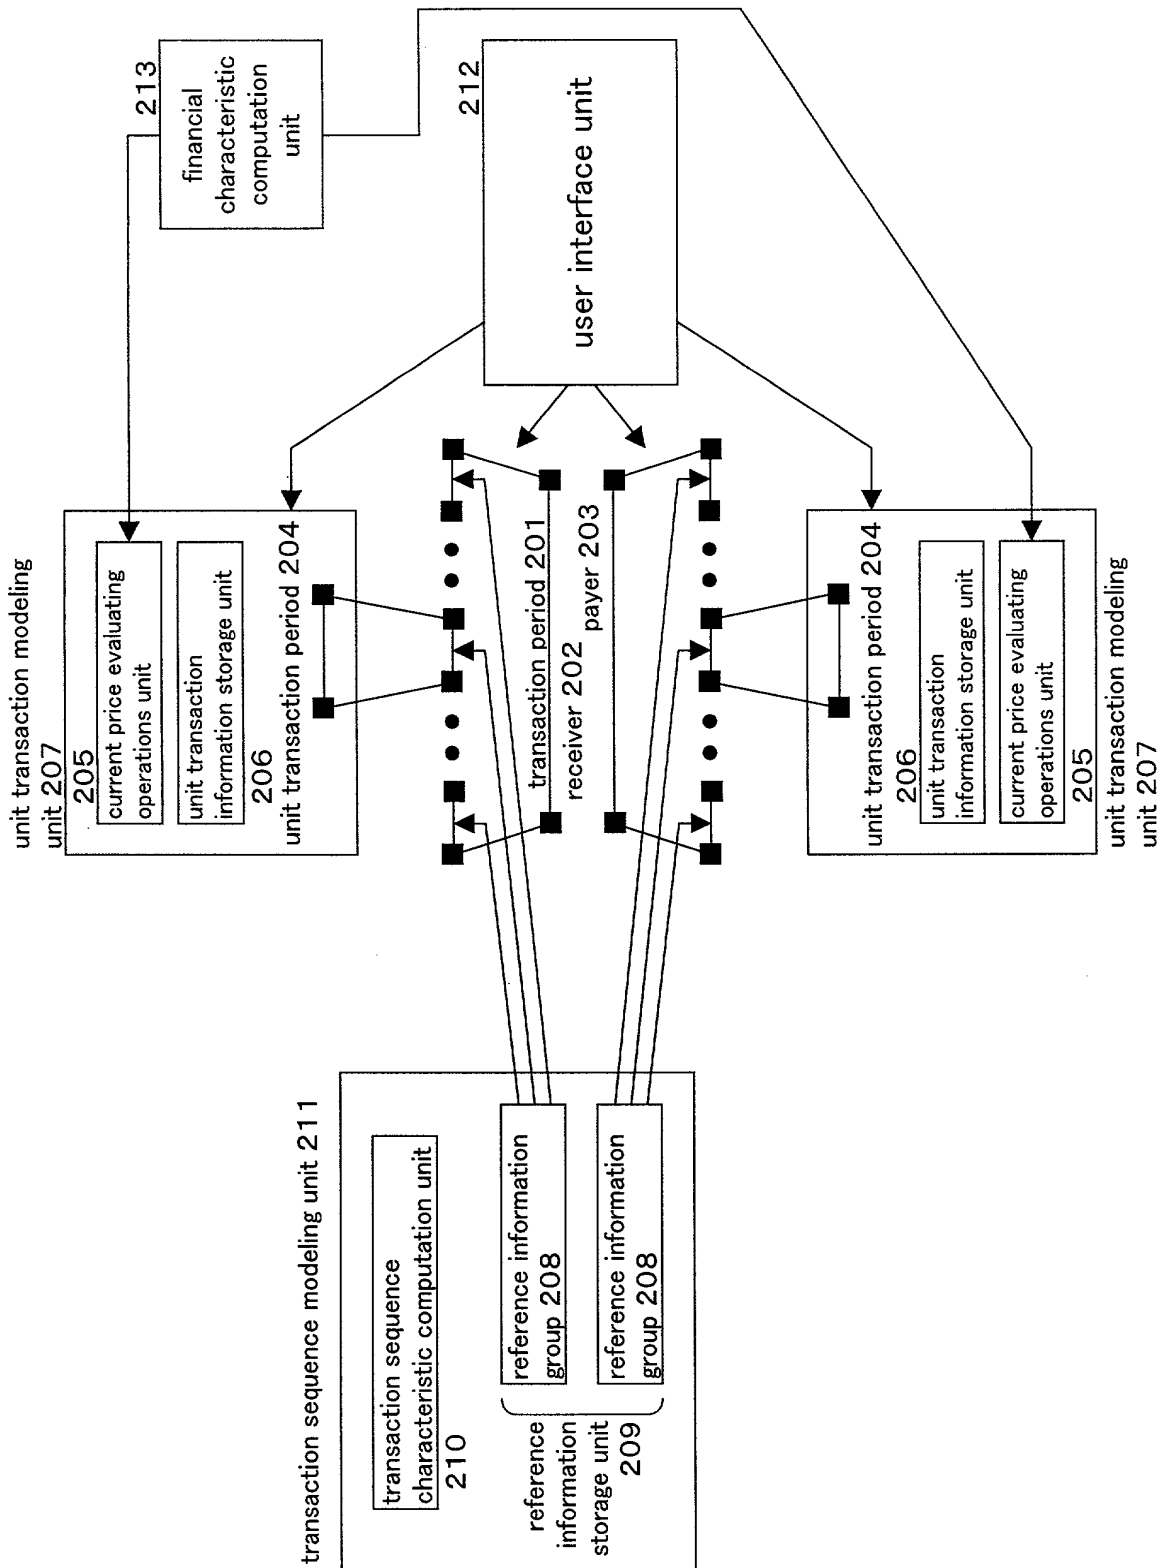 transaction sequence modeling unit 211
transaction sequence
characteristic computation unit
210
reference information
group 208
reference information
group 208
reference
information
storage unit
209
unit transaction modeling
unit 207
205
current price evaluating
operations unit
unit transaction
information storage unit
206
unit transaction period 204
transaction period 201
receiver 202
payer 203
unit transaction period 204
206
unit transaction
information storage unit
current price evaluating
operations unit
205
unit transaction modeling
unit 207
213
financial
characteristic
computation
unit
212
user interface unit